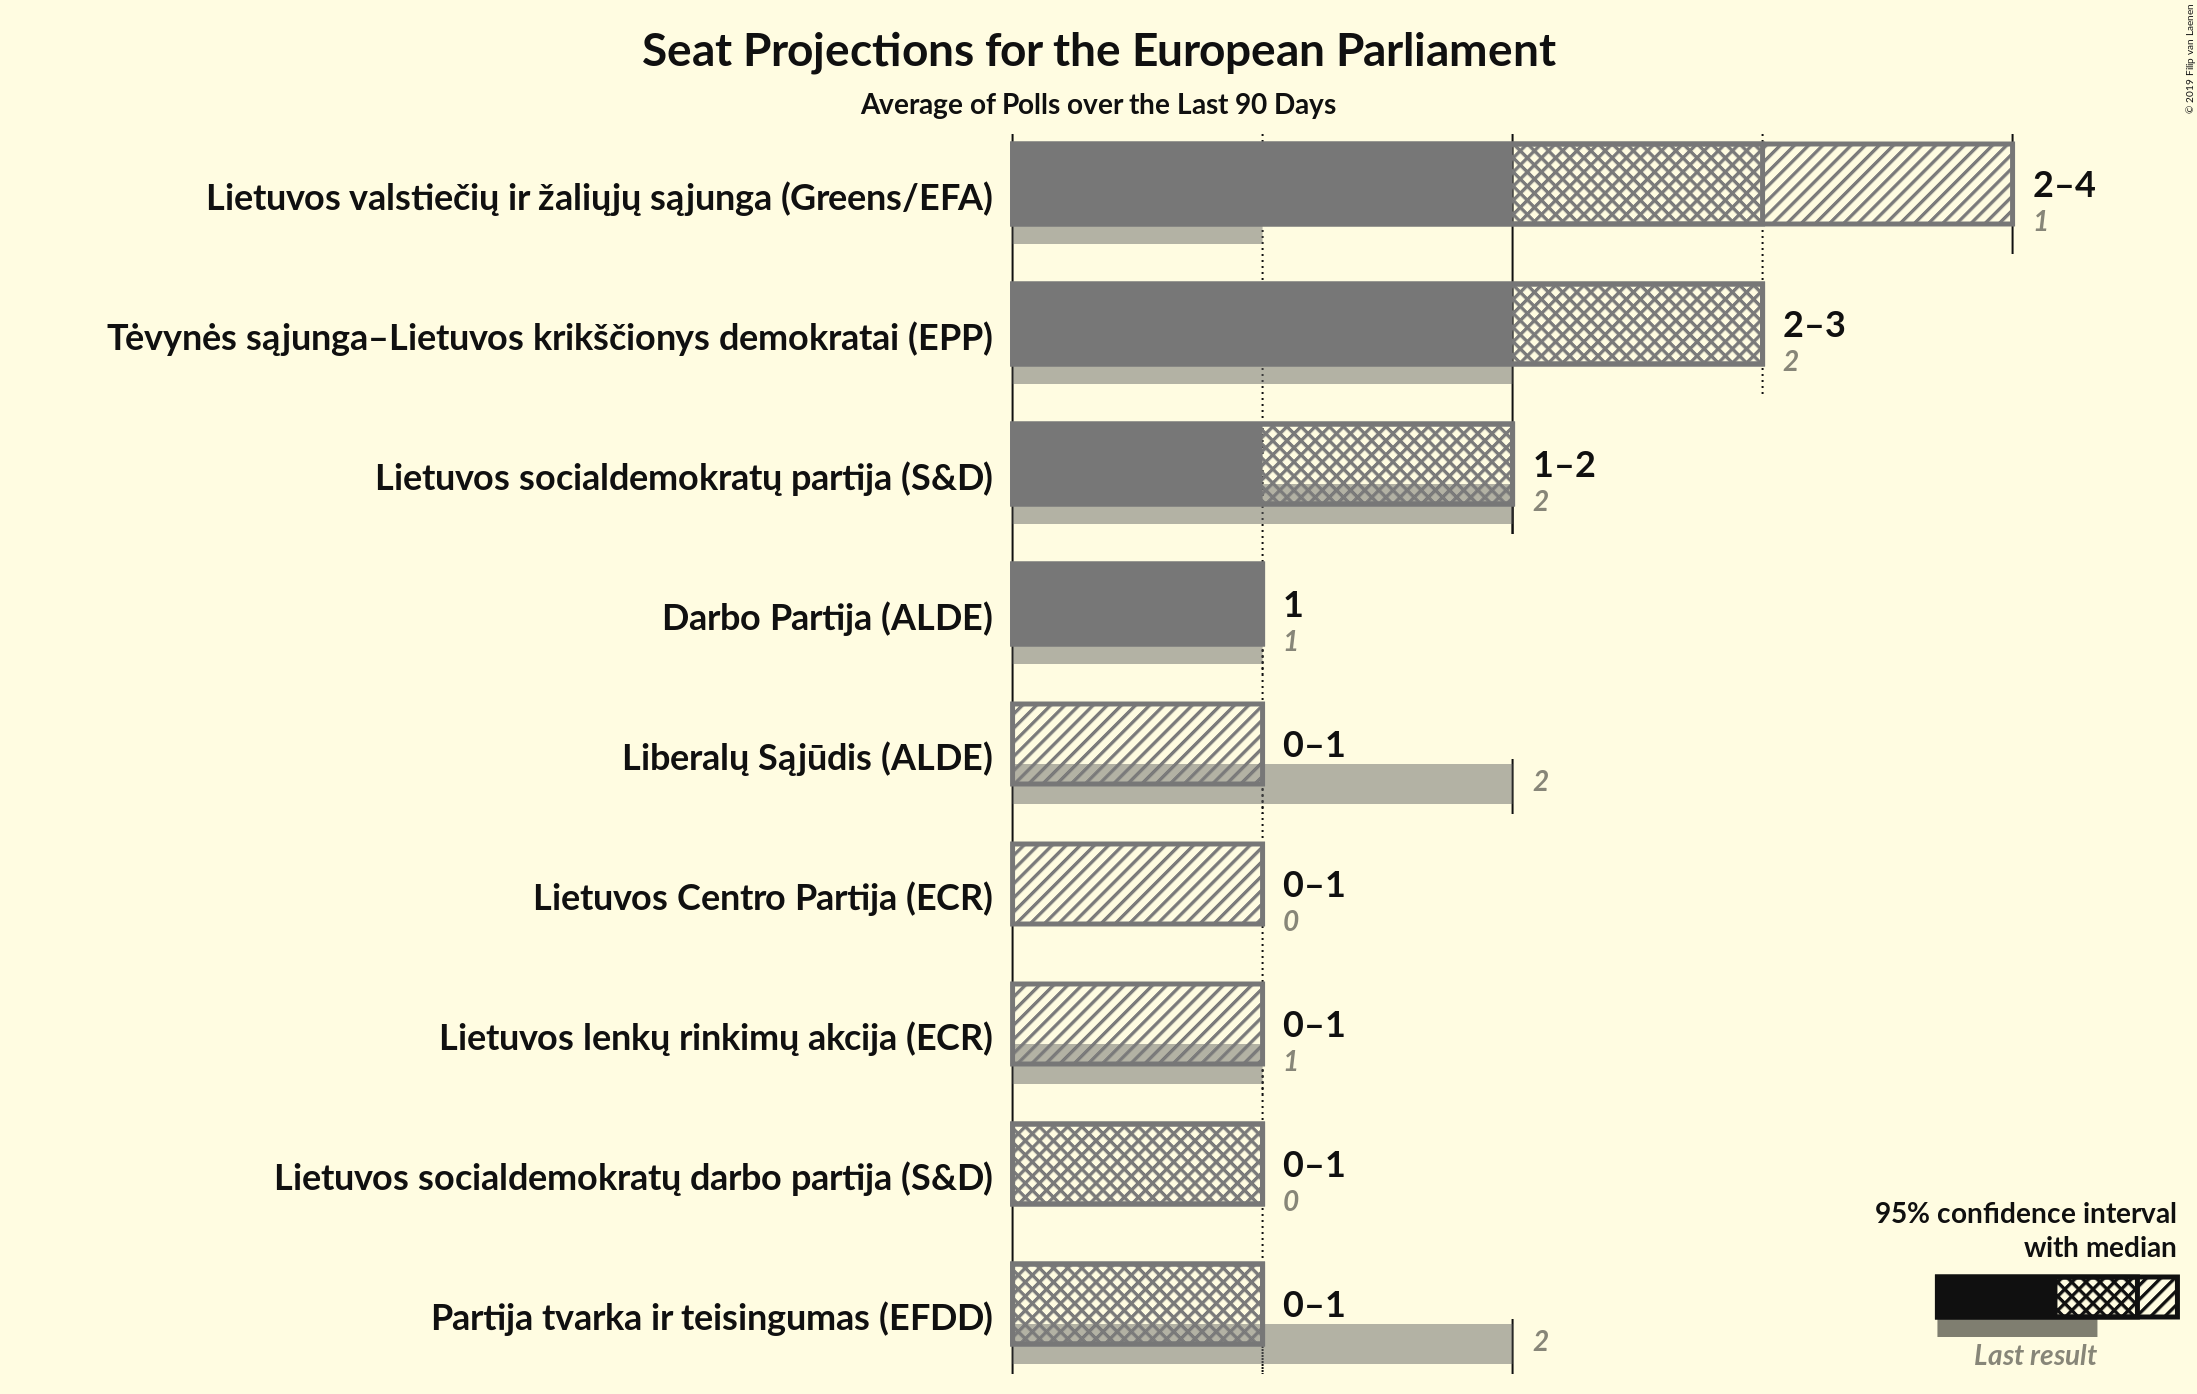 Seat Projections for the European Parliament
Average of Polls over the Last 90 Days
© 2019 Filip van Laenen
Lietuvos valstiečių ir žaliųjų sąjunga (Greens/EFA)
2–4
1
Tėvynės sąjunga–Lietuvos krikščionys demokratai (EPP)
2–3
2
Lietuvos socialdemokratų partija (S&D)
1–2
2
Darbo Partija (ALDE)
1
1
Liberalų Sąjūdis (ALDE)
0–1
2
Lietuvos Centro Partija (ECR)
0–1
0
Lietuvos lenkų rinkimų akcija (ECR)
0–1
1
Lietuvos socialdemokratų darbo partija (S&D)
0–1
0
Partija tvarka ir teisingumas (EFDD)
0–1
2
95% confidence interval
with median
Last result